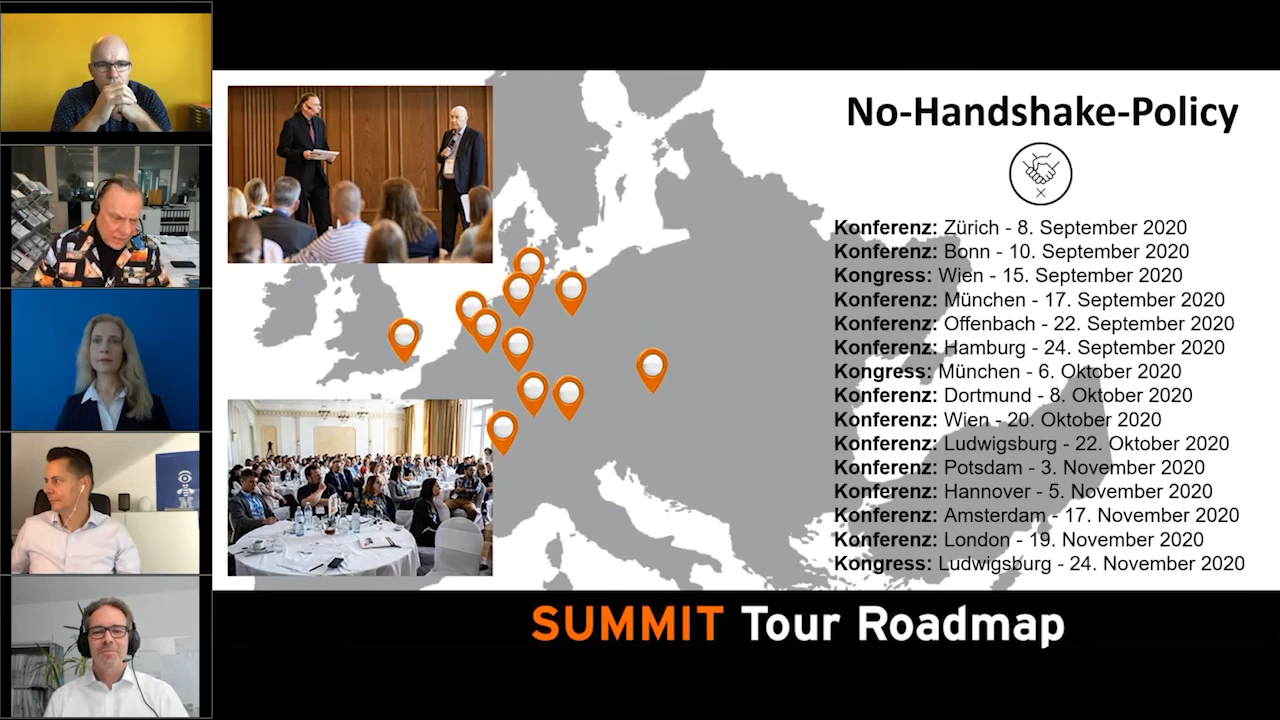 No-Handshake-Policy
Konferenz: Zürich - 8. September 2020
Konferenz: Bonn - 10. September 2020
Kongress: Wien - 15. September 2020
Konferenz: München - 17. September 2020
Konferenz: Offenbach - 22. September 2020
Konferenz: Hamburg - 24. September 2020
Kongress: München - 6. Oktober 2020
Konferenz: Dortmund - 8. Oktober 2020
Konferenz: Wien - 20. Oktober 2020
Konferenz: Ludwigsburg - 22. Oktober 2020
Konferenz: Potsdam - 3. November 2020
Konferenz: Hannover - 5. November 2020
Konferenz: Amsterdam - 17. November 2020
Konferenz: London - 19. November 2020
Kongress: Ludwigsburg - 24. November 2020
SUMMIT Tour Roadmap